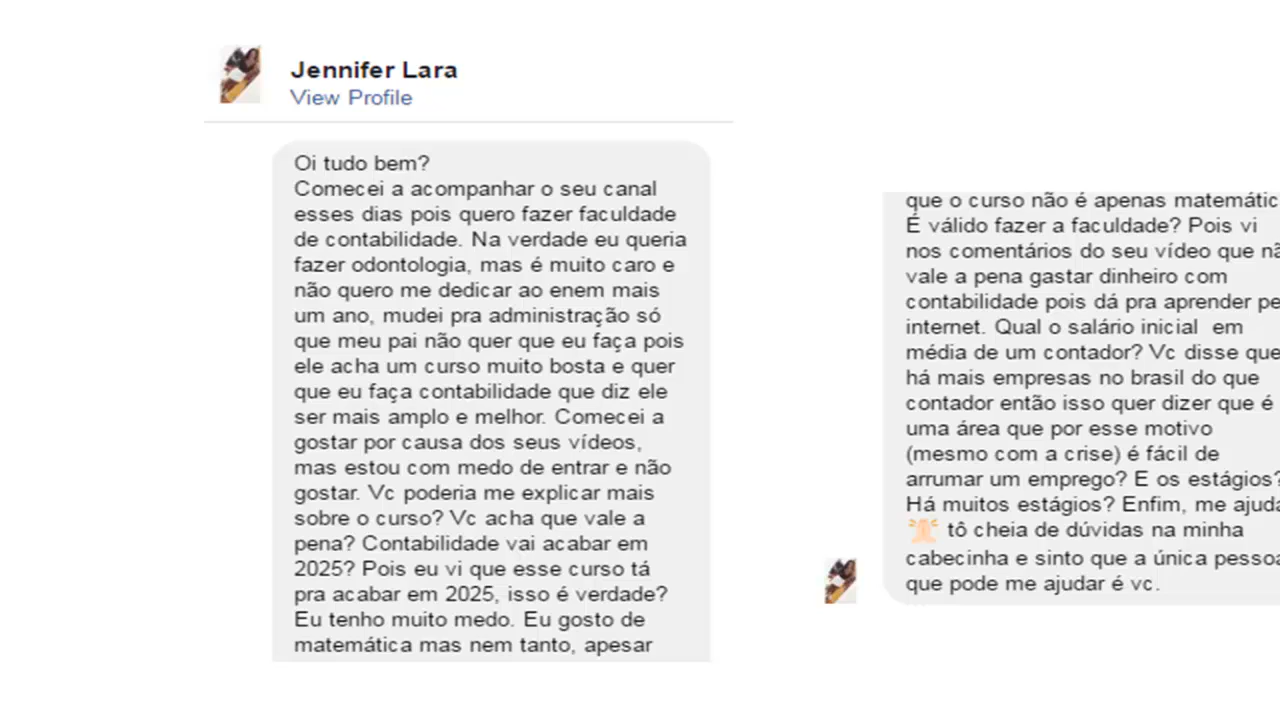 Jennifer Lara
View Profile
Oi tudo bem?
Comecei a acompanhar o seu canal
esses dias pois quero fazer faculdade
de contabilidade. Na verdade eu queria
fazer odontologia, mas é muito caro e
não quero me dedicar ao enem mais
um ano, mudei pra administração só
que meu pai não quer que eu faça pois
ele acha um curso muito bosta e quer
que eu faça contabilidade que diz ele
ser mais amplo e melhor. Comecei a
gostar por causa dos seus vídeos,
mas estou com medo de entrar e não
gostar. Vc poderia me explicar mais
sobre o curso? Vc acha que vale a
pena? Contabilidade vai acabar em
2025? Pois eu vi que esse curso tá
pra acabar em 2025, isso é verdade?
Eu tenho muito medo. Eu gosto de
matemática mas nem tanto, apesar
que o curso não é apenas matemátic
É válido fazer a faculdade? Pois vi
nos comentários do seu vídeo que nã
vale a pena gastar dinheiro com
contabilidade pois dá pra aprender pe
internet. Qual o salário inicial em
média de um contador? Vc disse que
há mais empresas no brasil do que
contador então isso quer dizer que é
uma área que por esse motivo
(mesmo com a crise) é fácil de
arrumar um emprego? E os estágios?
Há muitos estágios? Enfim, me ajuda
tô cheia de dúvidas na minha
cabecinha e sinto que a única pessoa
que pode me ajudar é vc.